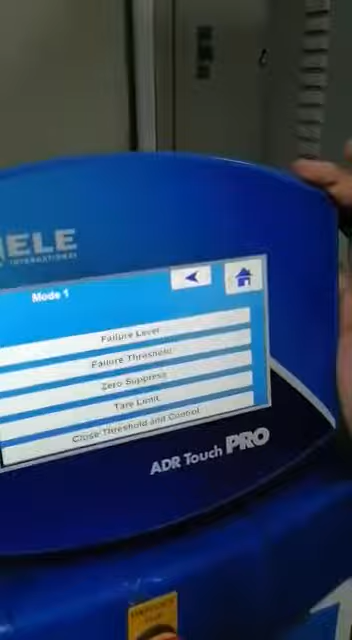 ELE
INTERNATIONAL
Mode 1
Failure Level
Failure Threshold
Zero Suppress
Tare Limit
Close Threshold and Control
ADR Touch PRO